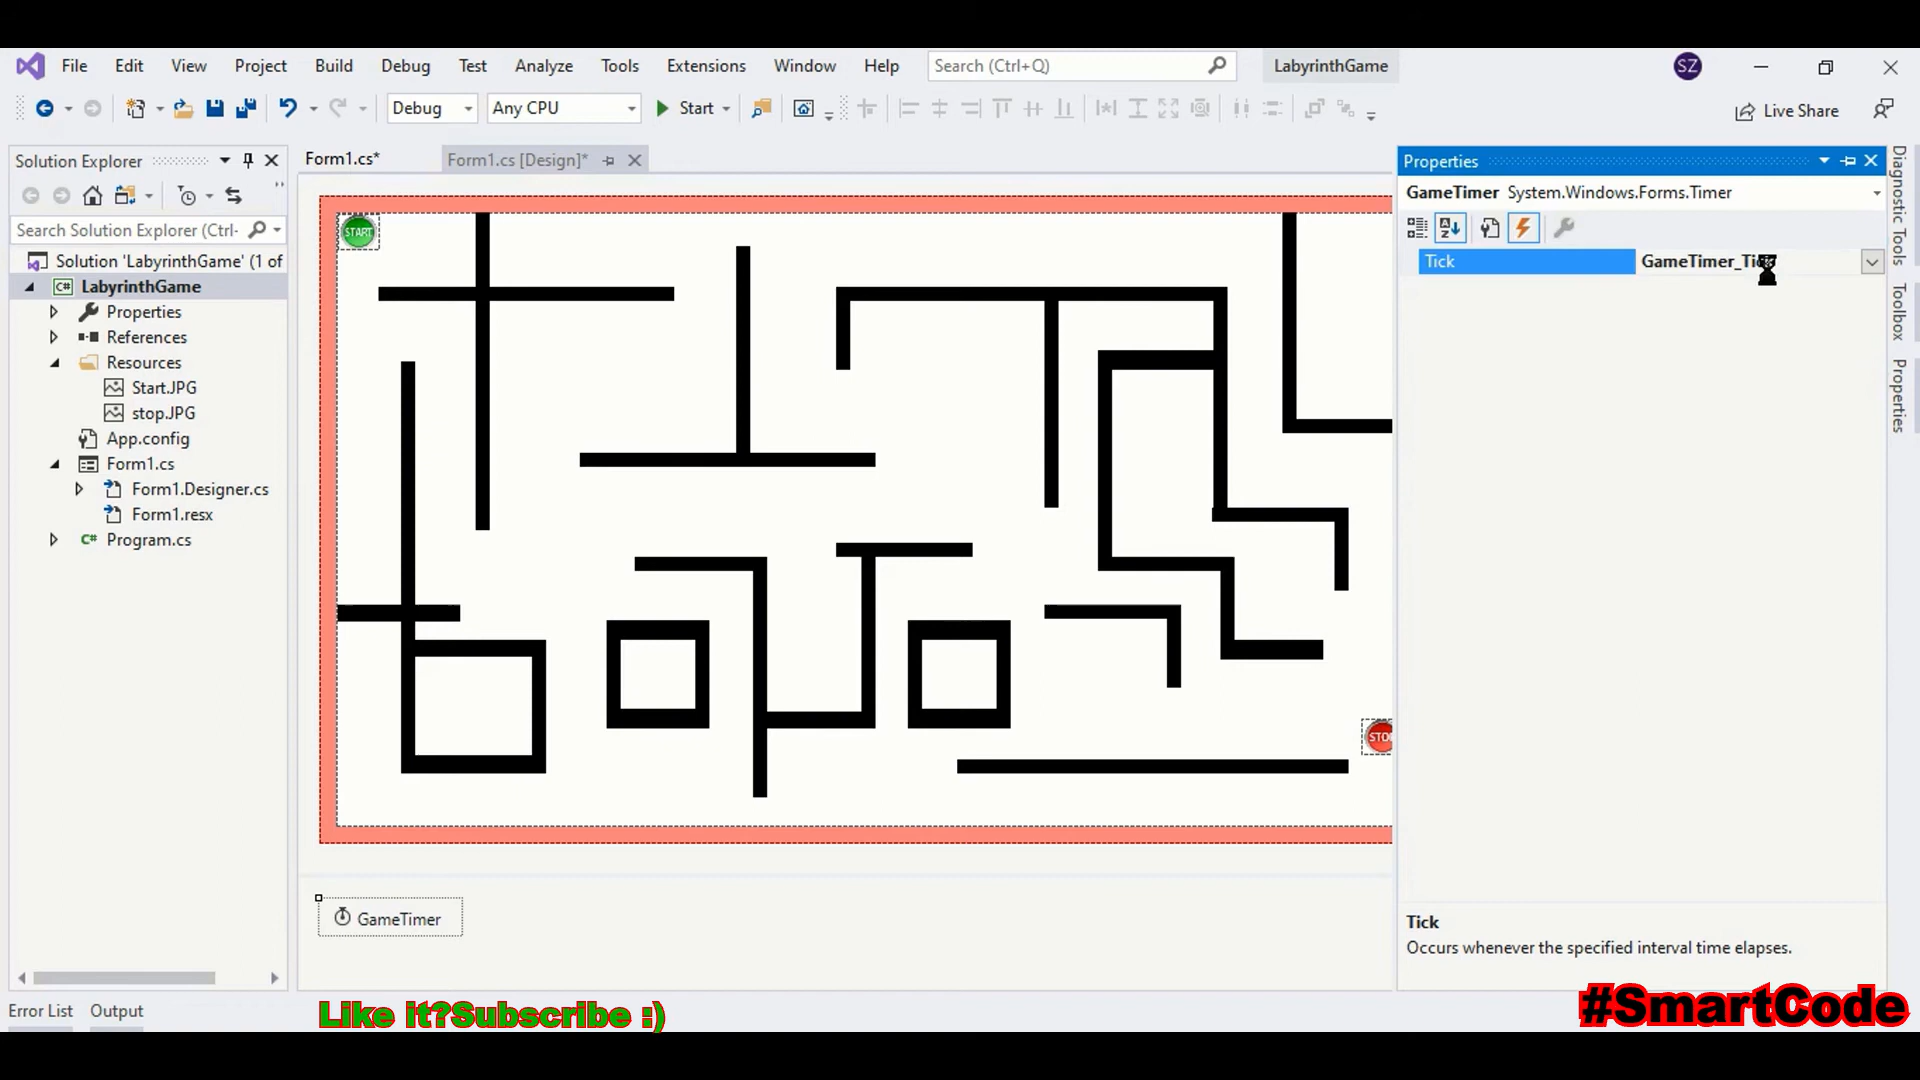 File Edit View Project Build Debug Test Analyze Tools Extensions Window Help Search (Ctrl+Q) LabyrinthGame SZ
Debug Any CPU Start Live Share
Solution Explorer
Form1.cs* Form1.cs [Design]*
Properties
GameTimer System.Windows.Forms.Timer
Search Solution Explorer (Ctrl-
Solution 'LabyrinthGame' (1 of
LabyrinthGame
Properties
References
Resources
Start.JPG
stop.JPG
App.config
Form1.cs
Form1.Designer.cs
Form1.resx
Program.cs
START
STO
Tick GameTimer_Tick
Diagnostic Tools
Toolbox
Properties
GameTimer
Tick
Occurs whenever the specified interval time elapses.
Error List Output
Like it?Subscribe :)
#SmartCode